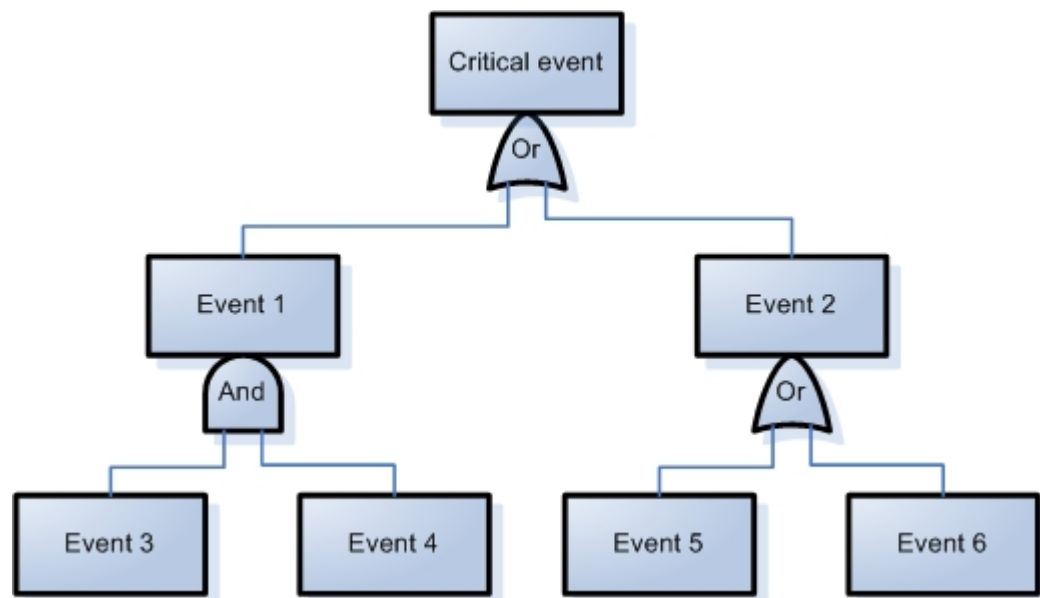 Critical event
Or
Event 1
Event 2
And
Or
Event 3
Event 4
Event 5
Event 6